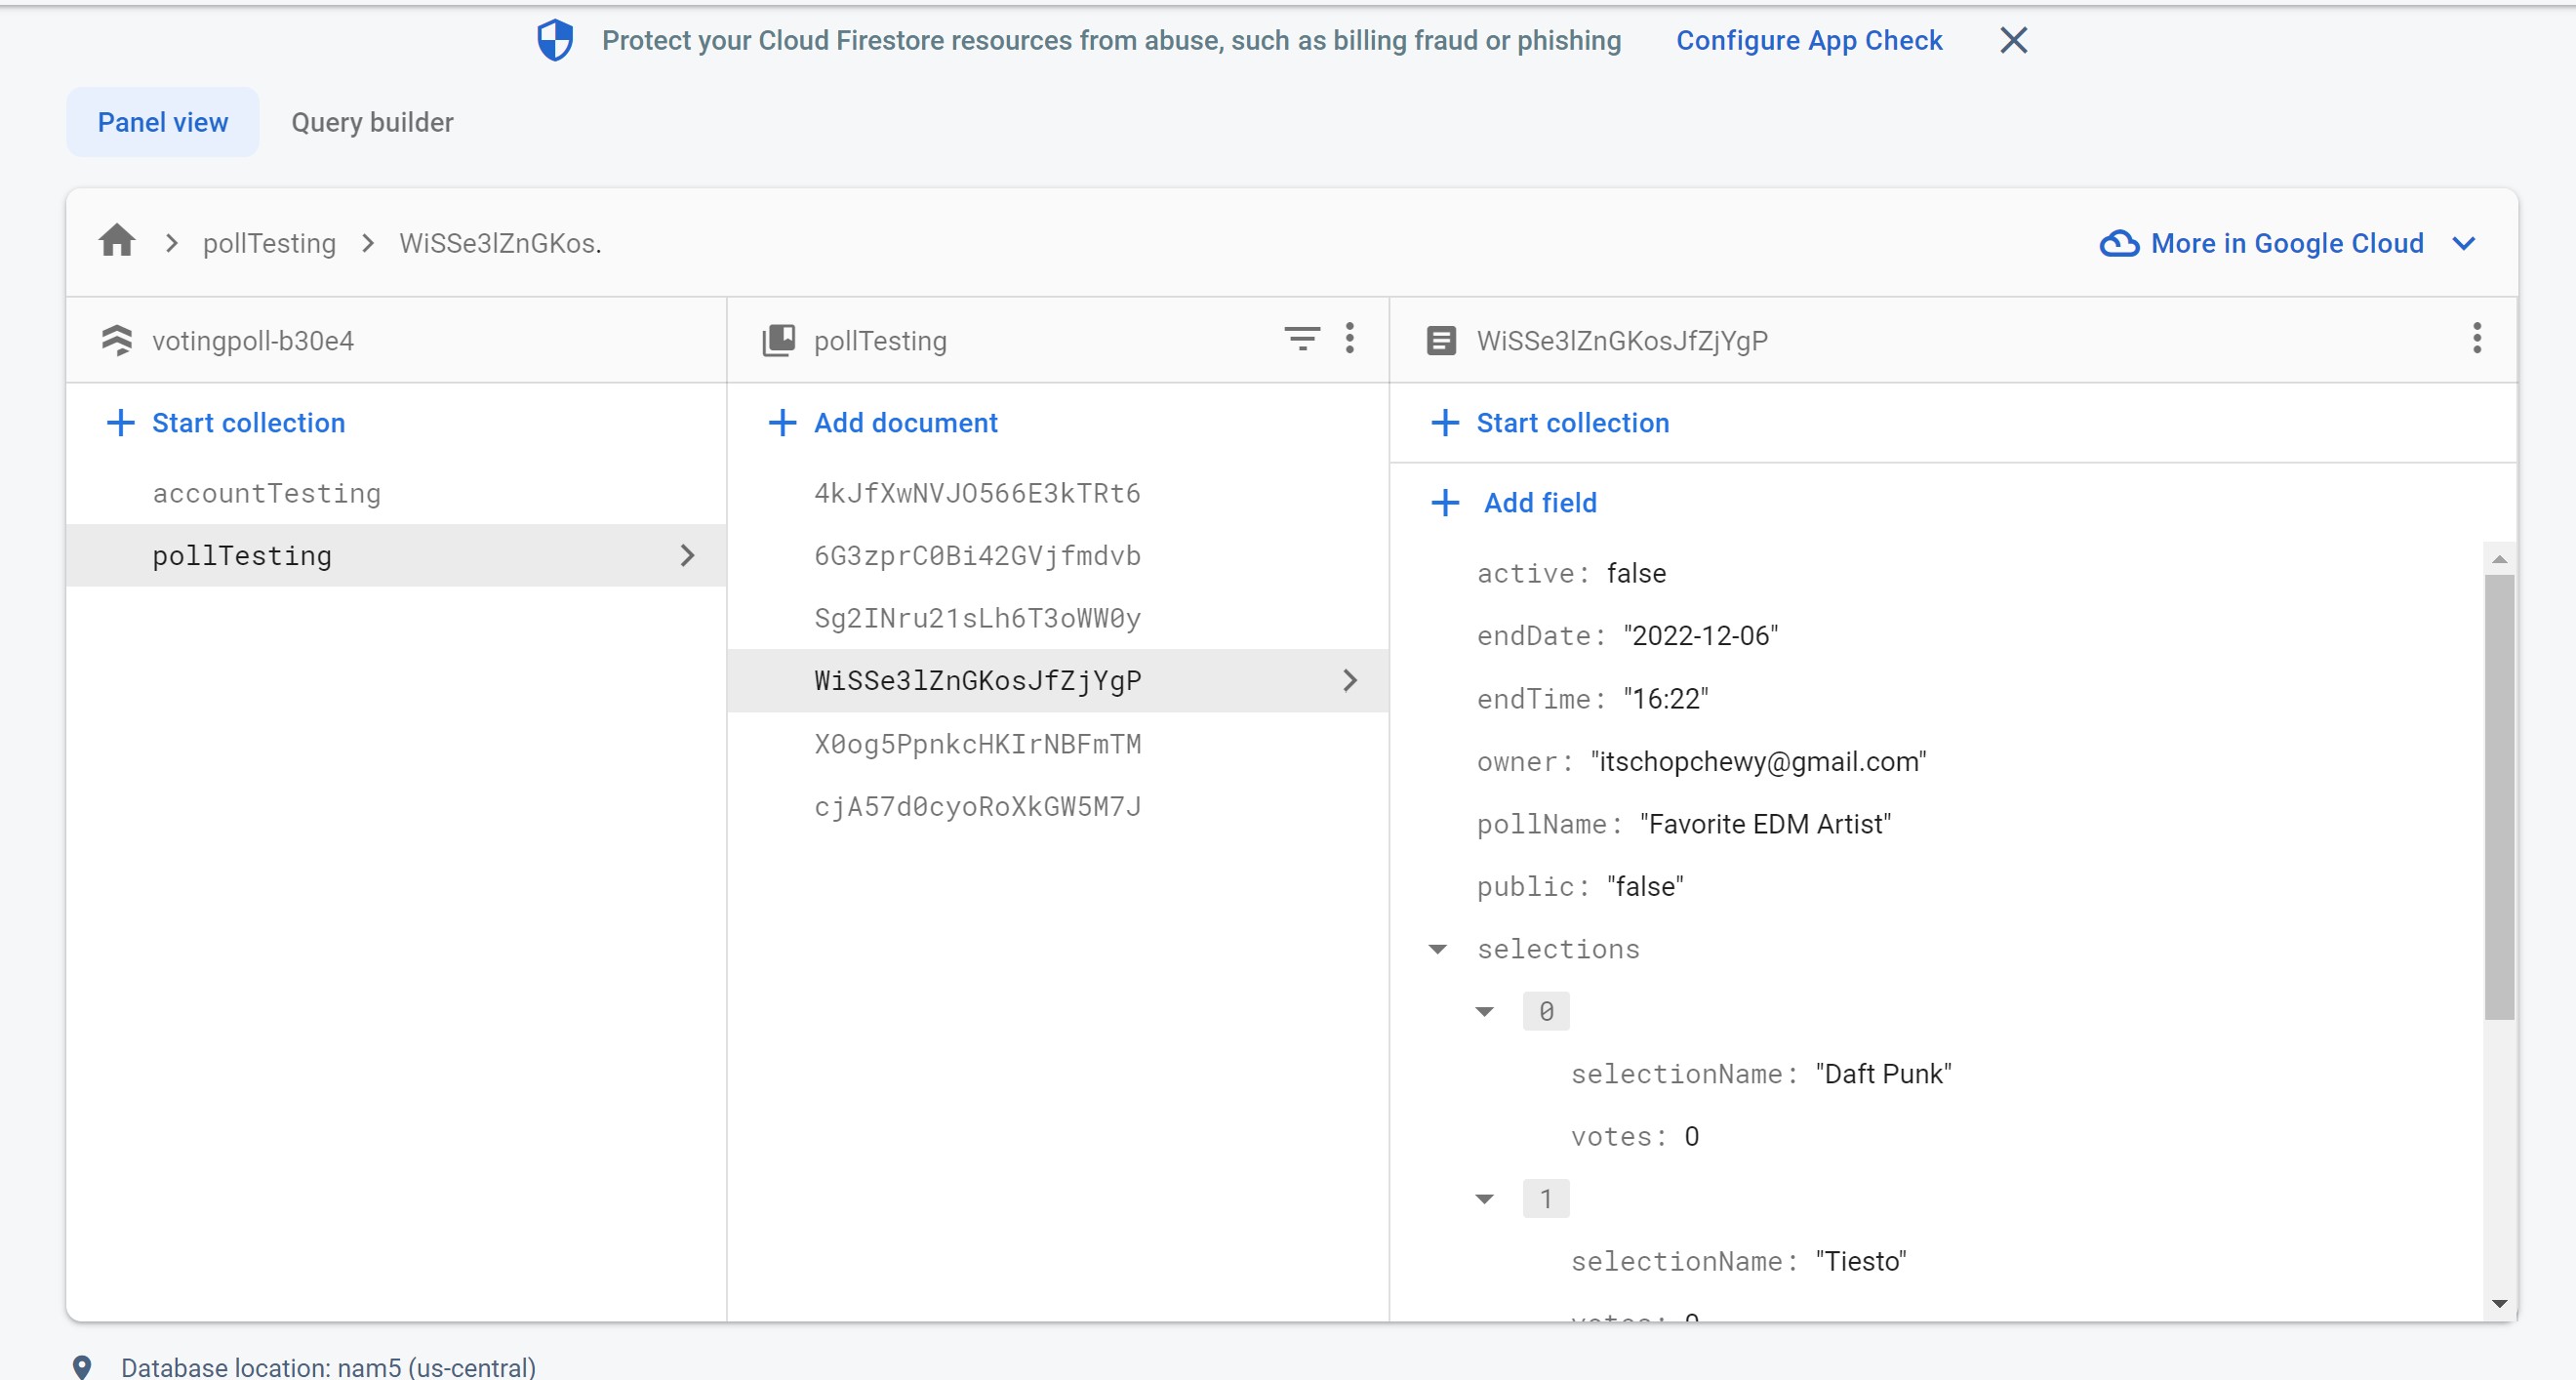 Protect your Cloud Firestore resources from abuse, such as billing fraud or phishing Configure App Check
Panel view Query builder
pollTesting WiSSe3lZnGKos. More in Google Cloud
votingpoll-b30e4
Start collection
accountTesting
pollTesting
pollTesting
Add document
4kJfXwNVJO566E3kTRt6
6G3zprC0Bi42GVjfmdvb
Sg2INru21sLh6T3oWW0y
WiSSe3lZnGKosJfZjYgP
X0og5PpnkcHKIrNBFmTM
cjA57d0cyoRoXkGW5M7J
WiSSe3lZnGKosJfZjYgP
Start collection
Add field
active: false
endDate: "2022-12-06"
endTime: "16:22"
owner: "itschopchewy@gmail.com"
pollName: "Favorite EDM Artist"
public: "false"
selections
0
selectionName: "Daft Punk"
votes: 0
1
selectionName: "Tiesto"
votes: 0
Database location: nam5 (us-central)